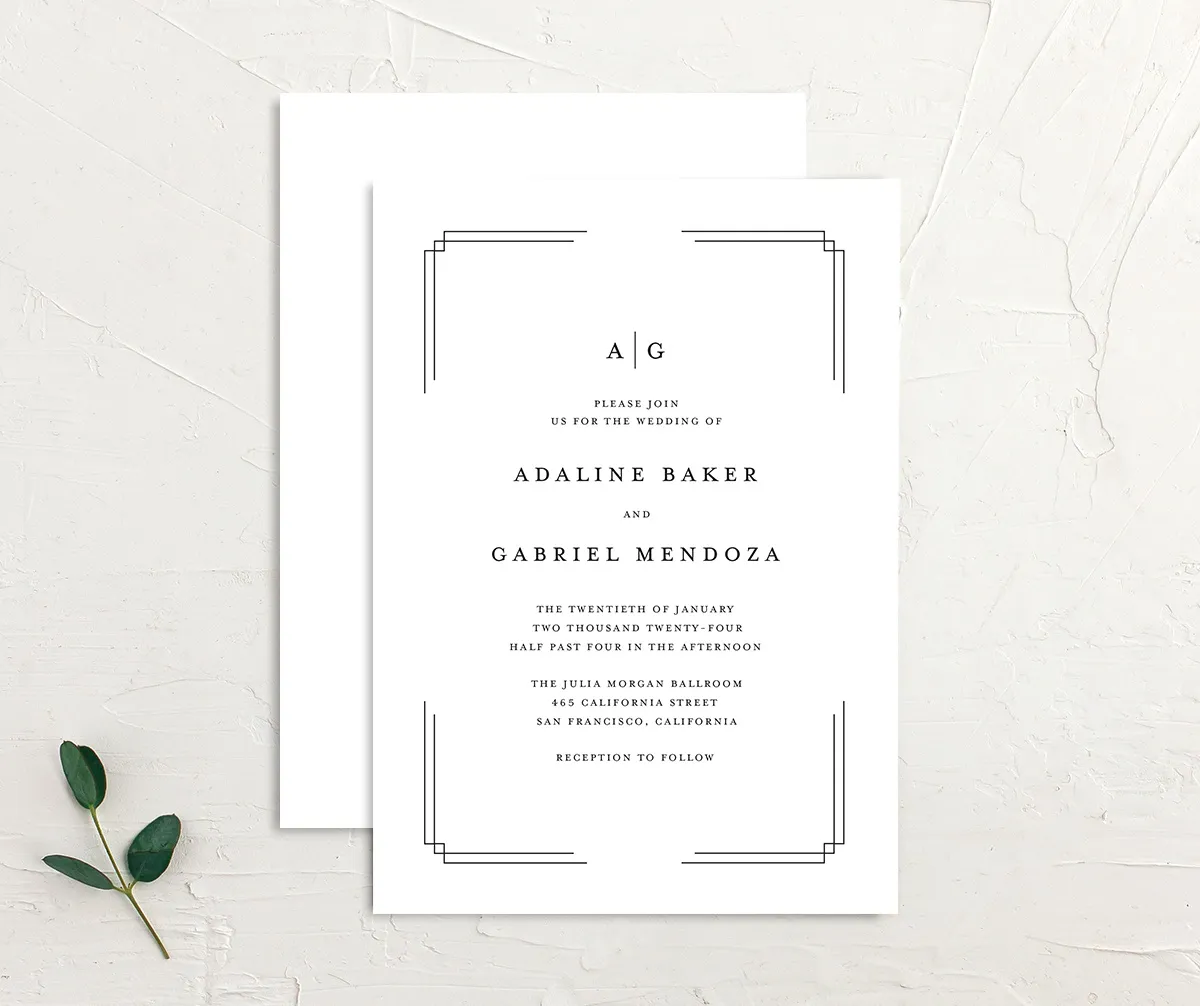 A | G
PLEASE JOIN
US FOR THE WEDDING OF
ADALINE BAKER
AND
GABRIEL MENDOZA
THE TWENTIETH OF JANUARY
TWO THOUSAND TWENTY-FOUR
HALF PAST FOUR IN THE AFTERNOON
THE JULIA MORGAN BALLROOM
465 CALIFORNIA STREET
SAN FRANCISCO, CALIFORNIA
RECEPTION TO FOLLOW